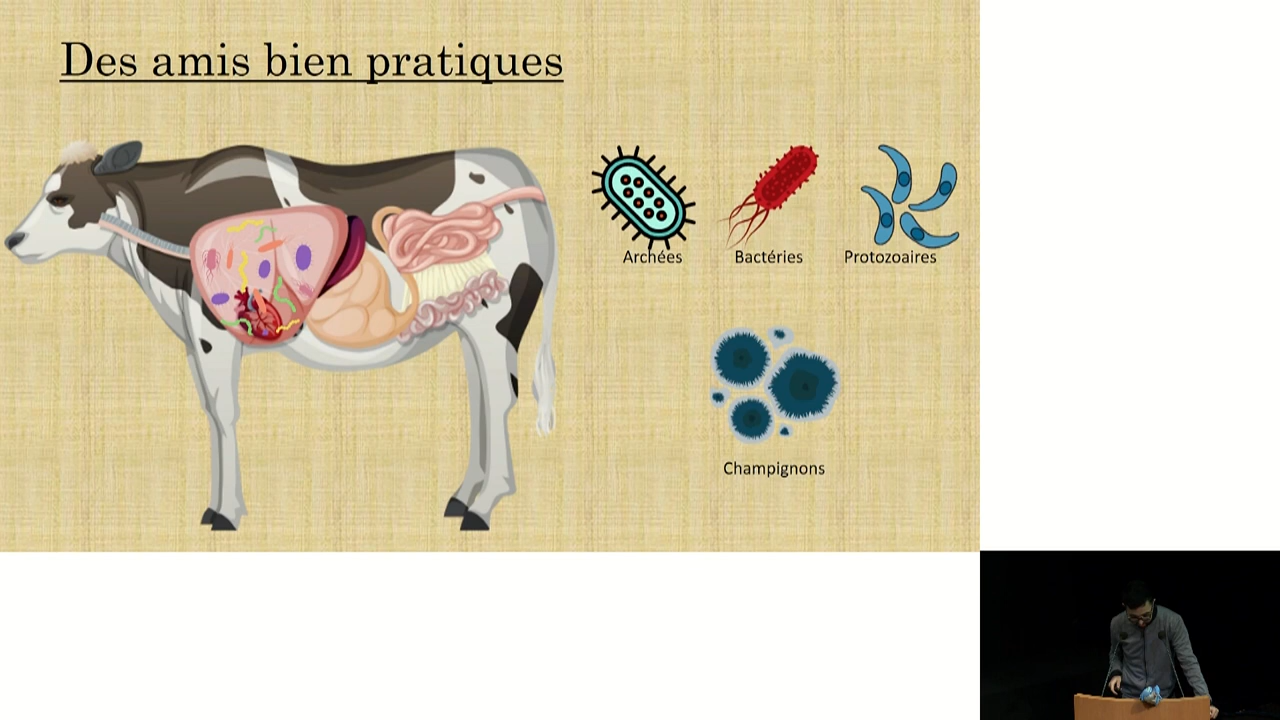 Des amis bien pratiques
Archées
Bactéries
Protozoaires
Champignons